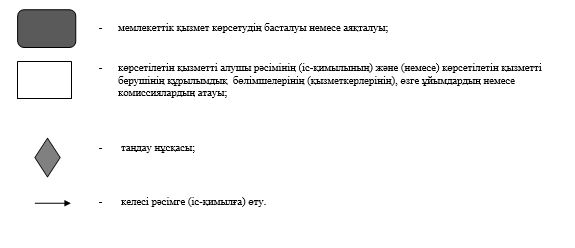 - мемлекеттік қызмет көрсетудің басталуы немесе аяқталуы;
- көрсетілетін қызметті алушы рәсімінің (іс-қимылының) және (немесе) көрсетілетін қызметті
берушінің құрылымдық бөлімшелерінің (қызметкерлерінің), өзге ұйымдардың немесе
комиссиялардың атауы;
- таңдау нұсқасы;
- келесі рәсімге (іс-қимылға) өту.